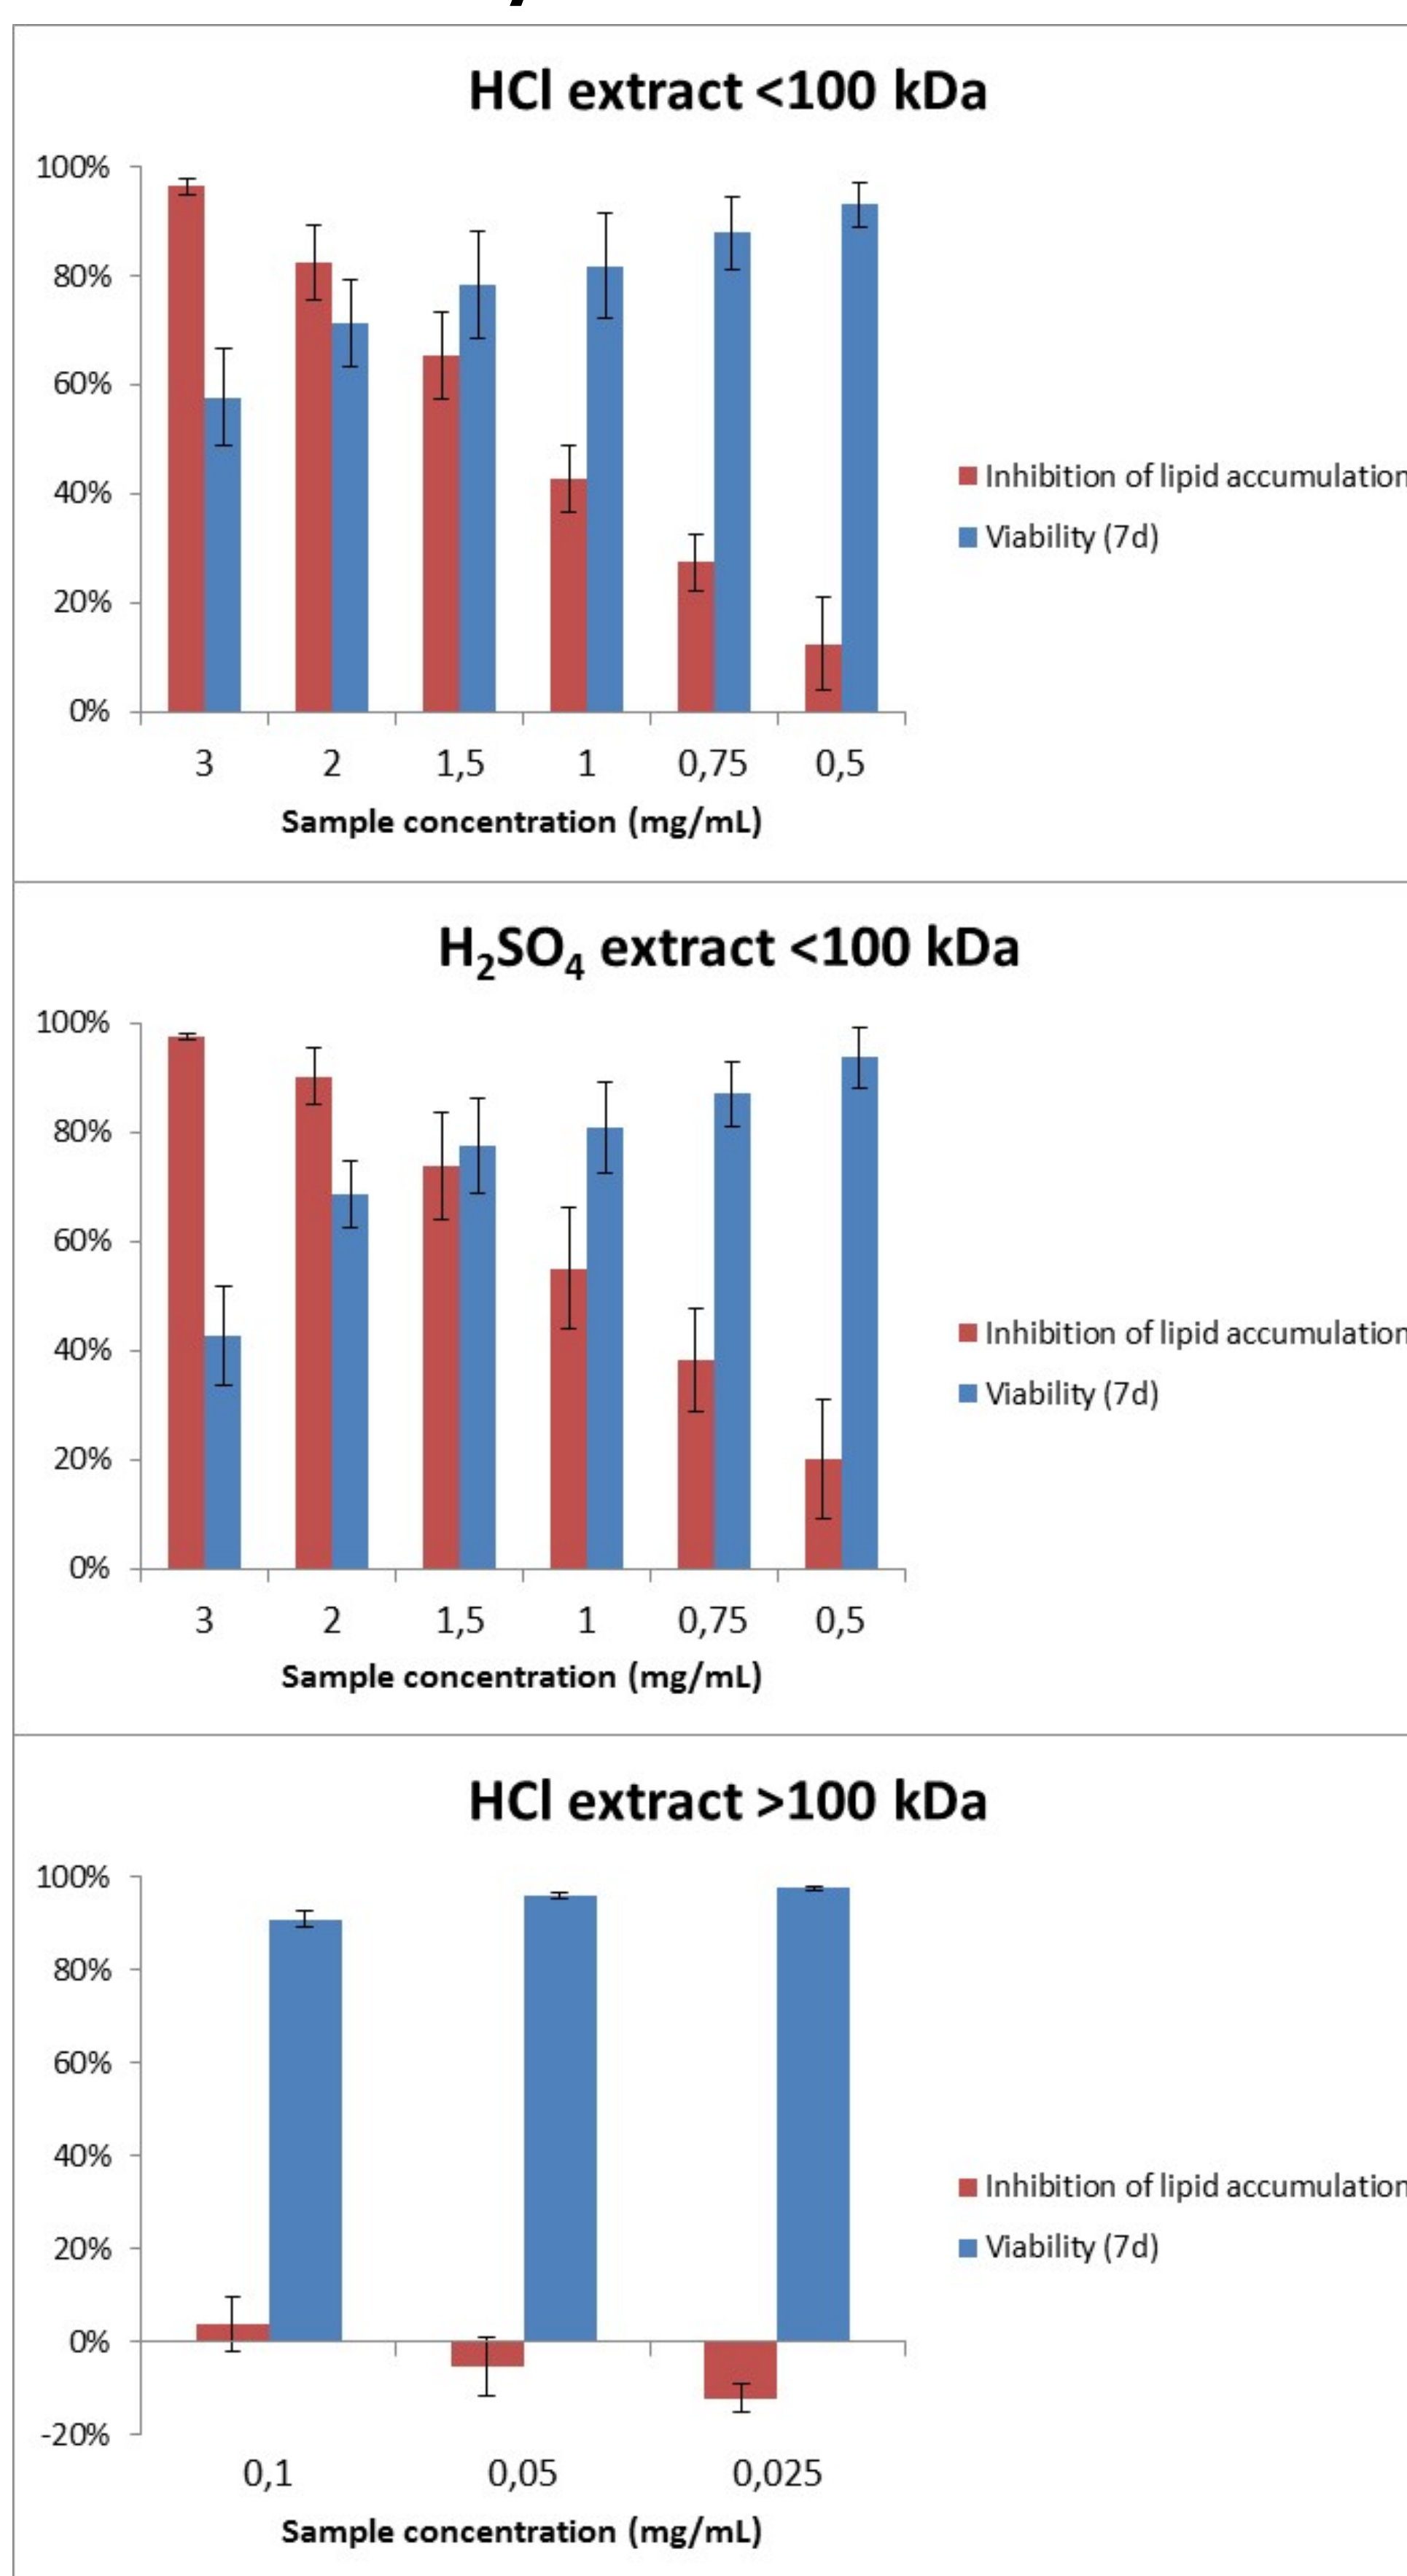 HCl extract <100 kDa
100%
80%
60%
40%
20%
0%
3 2 1,5 1 0,75 0,5
Sample concentration (mg/mL)
Inhibition of lipid accumulation
Viability (7d)
H₂SO₄ extract <100 kDa
100%
80%
60%
40%
20%
0%
3 2 1,5 1 0,75 0,5
Sample concentration (mg/mL)
Inhibition of lipid accumulation
Viability (7d)
HCl extract >100 kDa
100%
80%
60%
40%
20%
0%
-20%
0,1 0,05 0,025
Sample concentration (mg/mL)
Inhibition of lipid accumulation
Viability (7d)